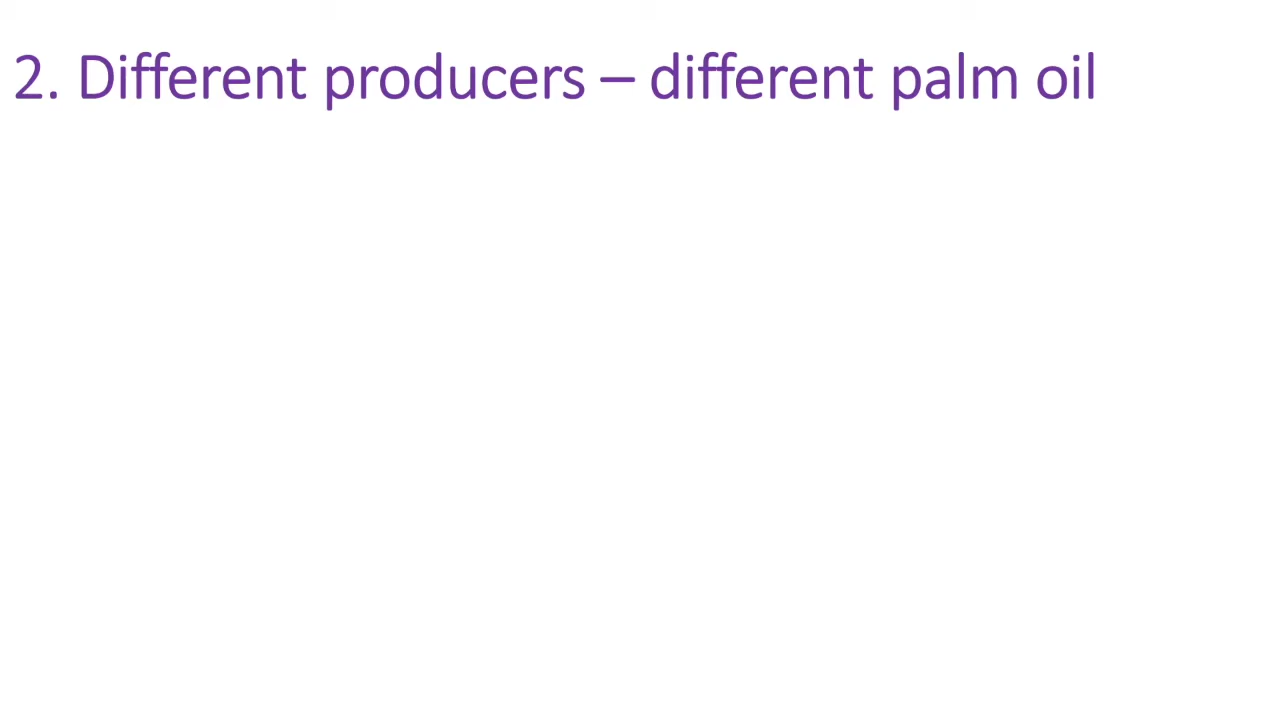 2. Different producers – different palm oil